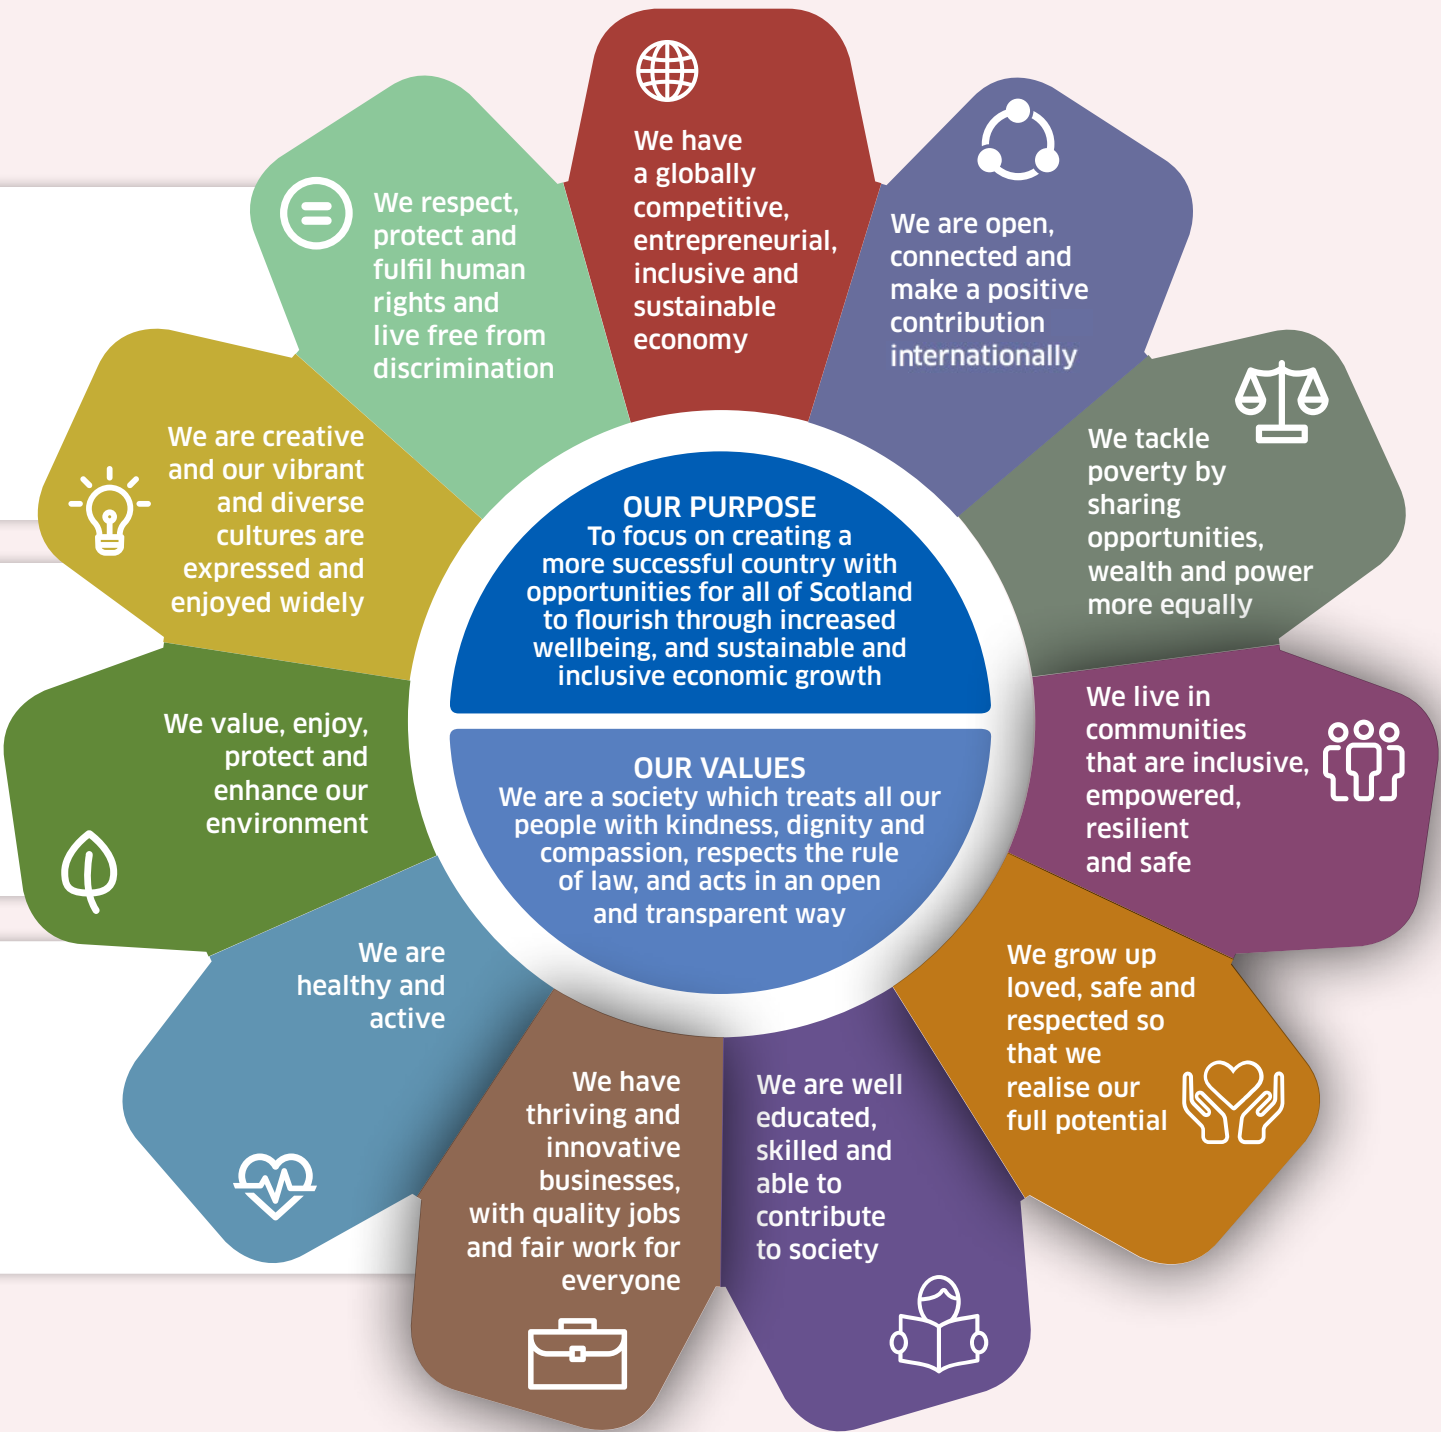 We have
a globally
competitive,
entrepreneurial,
inclusive and
sustainable
economy
We are open,
connected and
make a positive
contribution
internationally
We tackle
poverty by
sharing
opportunities,
wealth and power
more equally
We live in
communities
that are inclusive,
empowered,
resilient
and safe
We grow up
loved, safe and
respected so
that we
realise our
full potential
We are well
educated,
skilled and
able to
contribute
to society
We have
thriving and
innovative
businesses,
with quality jobs
and fair work for
everyone
We are
healthy and
active
We value, enjoy,
protect and
enhance our
environment
We are creative
and our vibrant
and diverse
cultures are
expressed and
enjoyed widely
We respect,
protect and
fulfil human
rights and
live free from
discrimination
OUR PURPOSE
To focus on creating a
more successful country with
opportunities for all of Scotland
to flourish through increased
wellbeing, and sustainable and
inclusive economic growth
OUR VALUES
We are a society which treats all our
people with kindness, dignity and
compassion, respects the rule
of law, and acts in an open
and transparent way